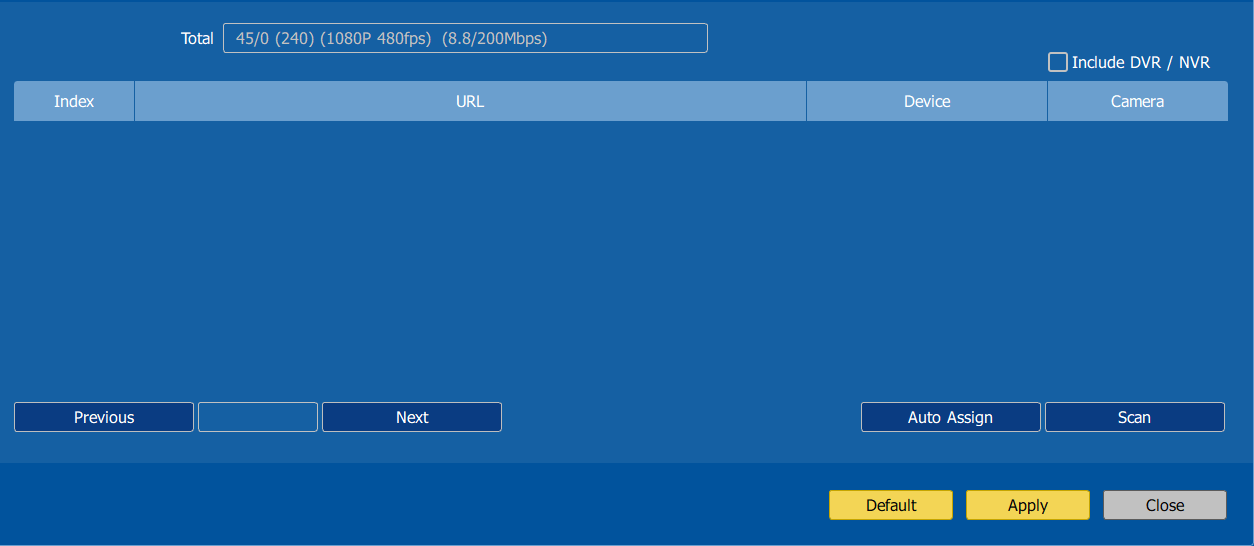 Total 45/0 (240) (1080P 480fps) (8.8/200Mbps)
Include DVR / NVR
Index URL Device Camera
Previous Next Auto Assign Scan
Default Apply Close